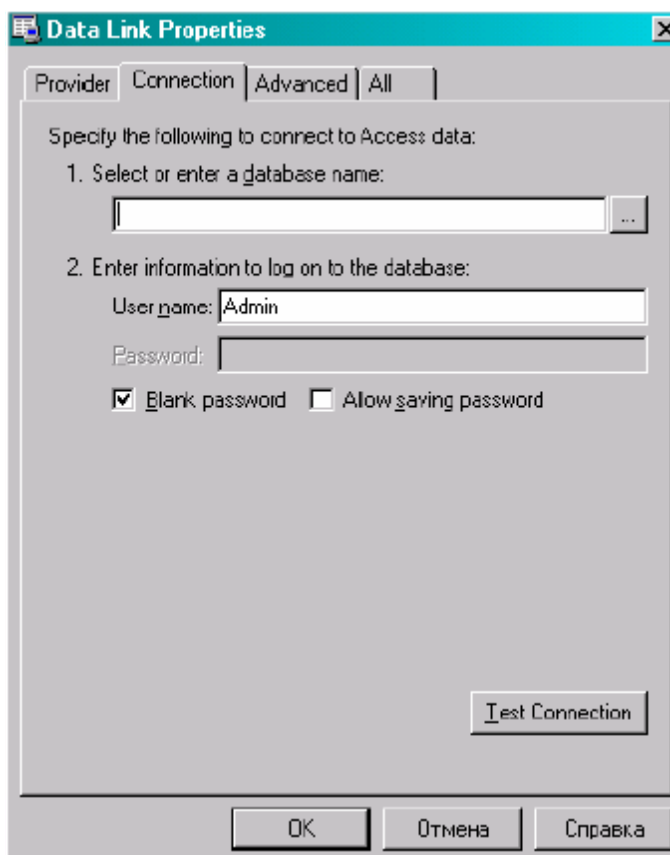 Data Link Properties
Provider Connection Advanced All
Specify the following to connect to Access data:
1. Select or enter a database name:
...
2. Enter information to log on to the database:
User name: Admin
Password:
Blank password Allow saving password
Test Connection
OK Отмена Справка